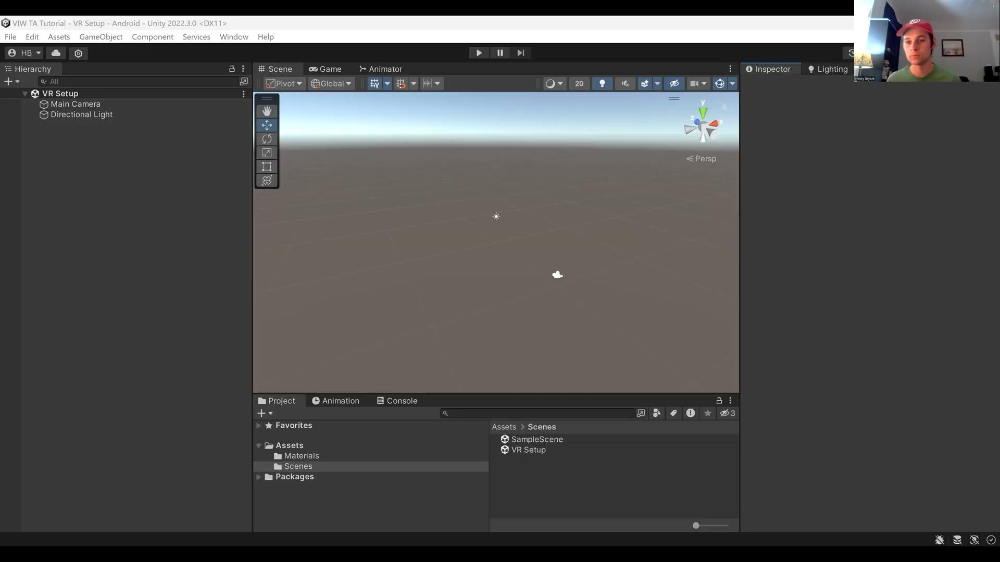 VIW TA Tutorial - VR Setup - Android - Unity 2022.3.0 <DX11>
File Edit Assets GameObject Component Services Window Help
HB
Hierarchy
All
VR Setup
Main Camera
Directional Light
Scene Game Animator
Pivot Global 2D
y
z x
Persp
Inspector Lighting
Henry Bryant
Project Animation Console
3
Favorites
Assets
Materials
Scenes
Packages
Assets > Scenes
SampleScene
VR Setup